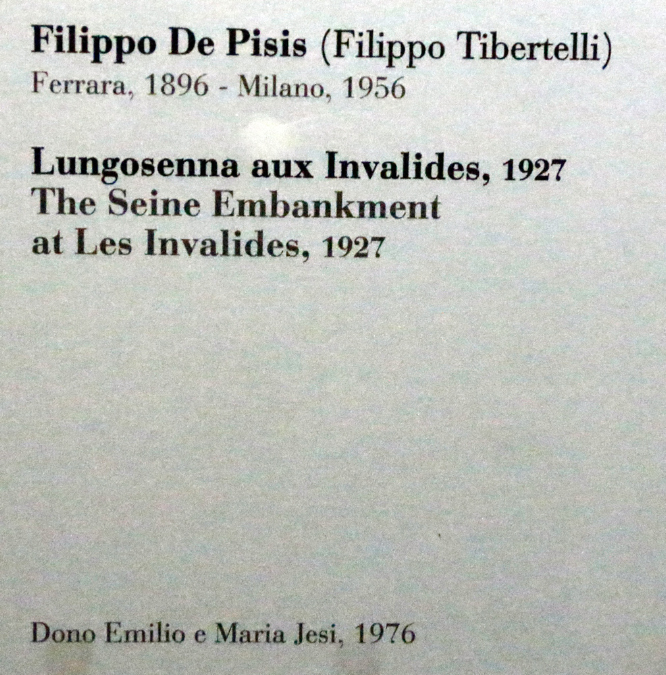 Filippo De Pisis (Filippo Tibertelli)
Ferrara, 1896 - Milano, 1956
Lungosenna aux Invalides, 1927
The Seine Embankment
at Les Invalides, 1927
Dono Emilio e Maria Jesi, 1976